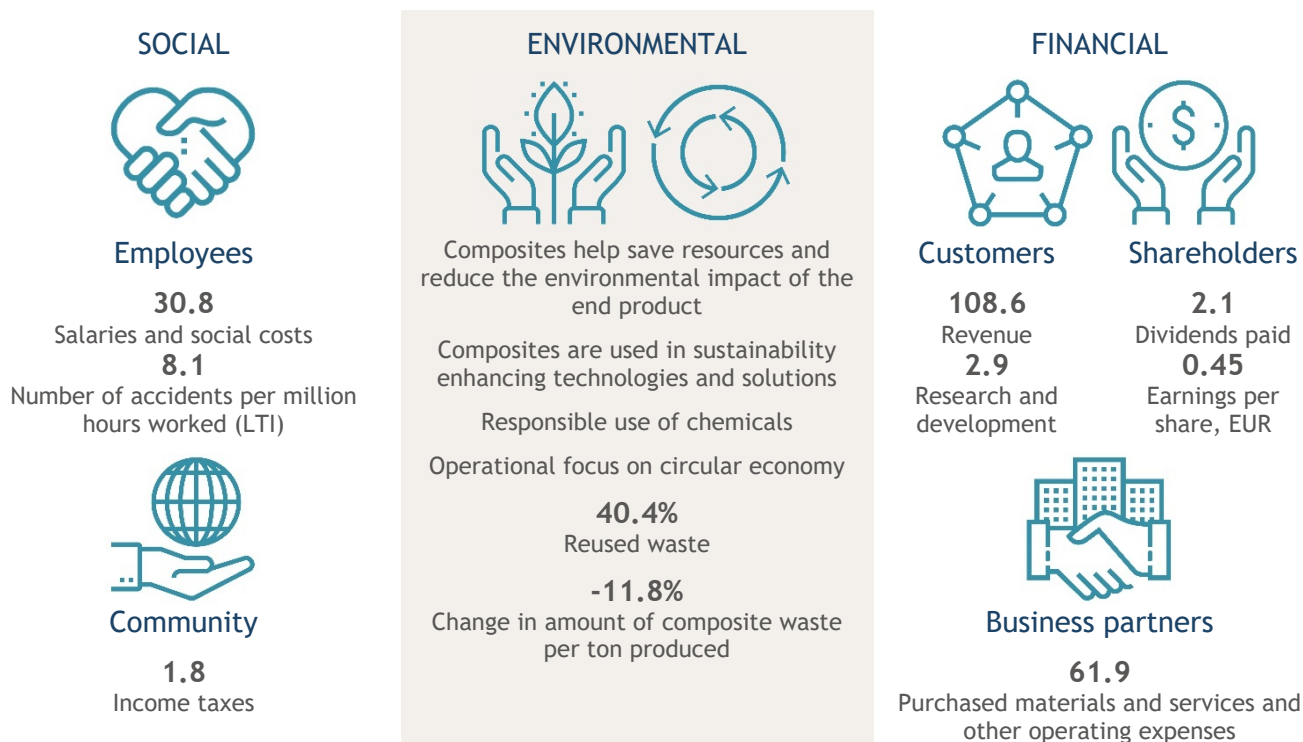 SOCIAL
Employees
30.8
Salaries and social costs
8.1
Number of accidents per million
hours worked (LTI)
Community
1.8
Income taxes
ENVIRONMENTAL
Composites help save resources and
reduce the environmental impact of the
end product
Composites are used in sustainability
enhancing technologies and solutions
Responsible use of chemicals
Operational focus on circular economy
40.4%
Reused waste
-11.8%
Change in amount of composite waste
per ton produced
FINANCIAL
$
Customers
108.6
Revenue
2.9
Research and
development
Shareholders
2.1
Dividends paid
0.45
Earnings per
share, EUR
Business partners
61.9
Purchased materials and services and
other operating expenses